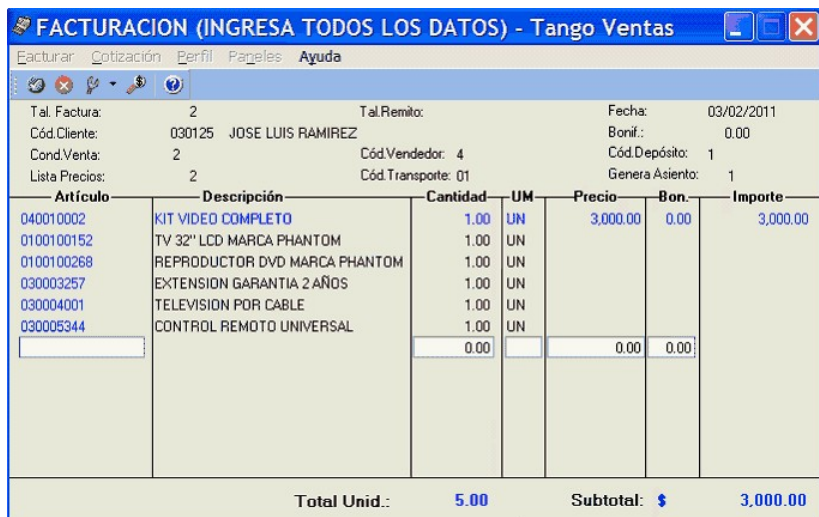 FACTURACION (INGRESA TODOS LOS DATOS) - Tango Ventas
Facturar Cotización Perfil Paneles Ayuda
Tal. Factura: 2 Tal.Remito: Fecha: 03/02/2011
Cód.Cliente: 030125 JOSE LUIS RAMIREZ Bonif.: 0.00
Cond.Venta: 2 Cód.Vendedor: 4 Cód.Depósito: 1
Lista Precios: 2 Cód.Transporte: 01 Genera Asiento: 1
Artículo Descripción Cantidad UM Precio Bon. Importe
040010002 KIT VIDEO COMPLETO 1.00 UN 3,000.00 0.00 3,000.00
0100100152 TV 32" LCD MARCA PHANTOM 1.00 UN
0100100268 REPRODUCTOR DVD MARCA PHANTOM 1.00 UN
030003257 EXTENSION GARANTIA 2 AÑOS 1.00 UN
030004001 TELEVISION POR CABLE 1.00 UN
030005344 CONTROL REMOTO UNIVERSAL 1.00 UN
0.00 0.00 0.00
Total Unid.: 5.00 Subtotal: $ 3,000.00